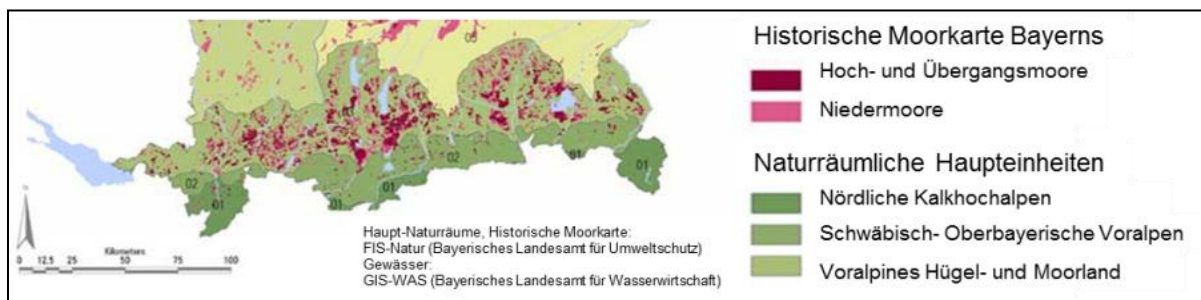 05
03
02
02
01
01
01
01
01
Kilometers
0 12.5 25 50 75 100
Haupt-Naturräume, Historische Moorkarte:
FIS-Natur (Bayerisches Landesamt für Umweltschutz)
Gewässer:
GIS-WAS (Bayerisches Landesamt für Wasserwirtschaft)
Historische Moorkarte Bayerns
Hoch- und Übergangsmoore
Niedermoore
Naturräumliche Haupteinheiten
Nördliche Kalkhochalpen
Schwäbisch- Oberbayerische Voralpen
Voralpines Hügel- und Moorland